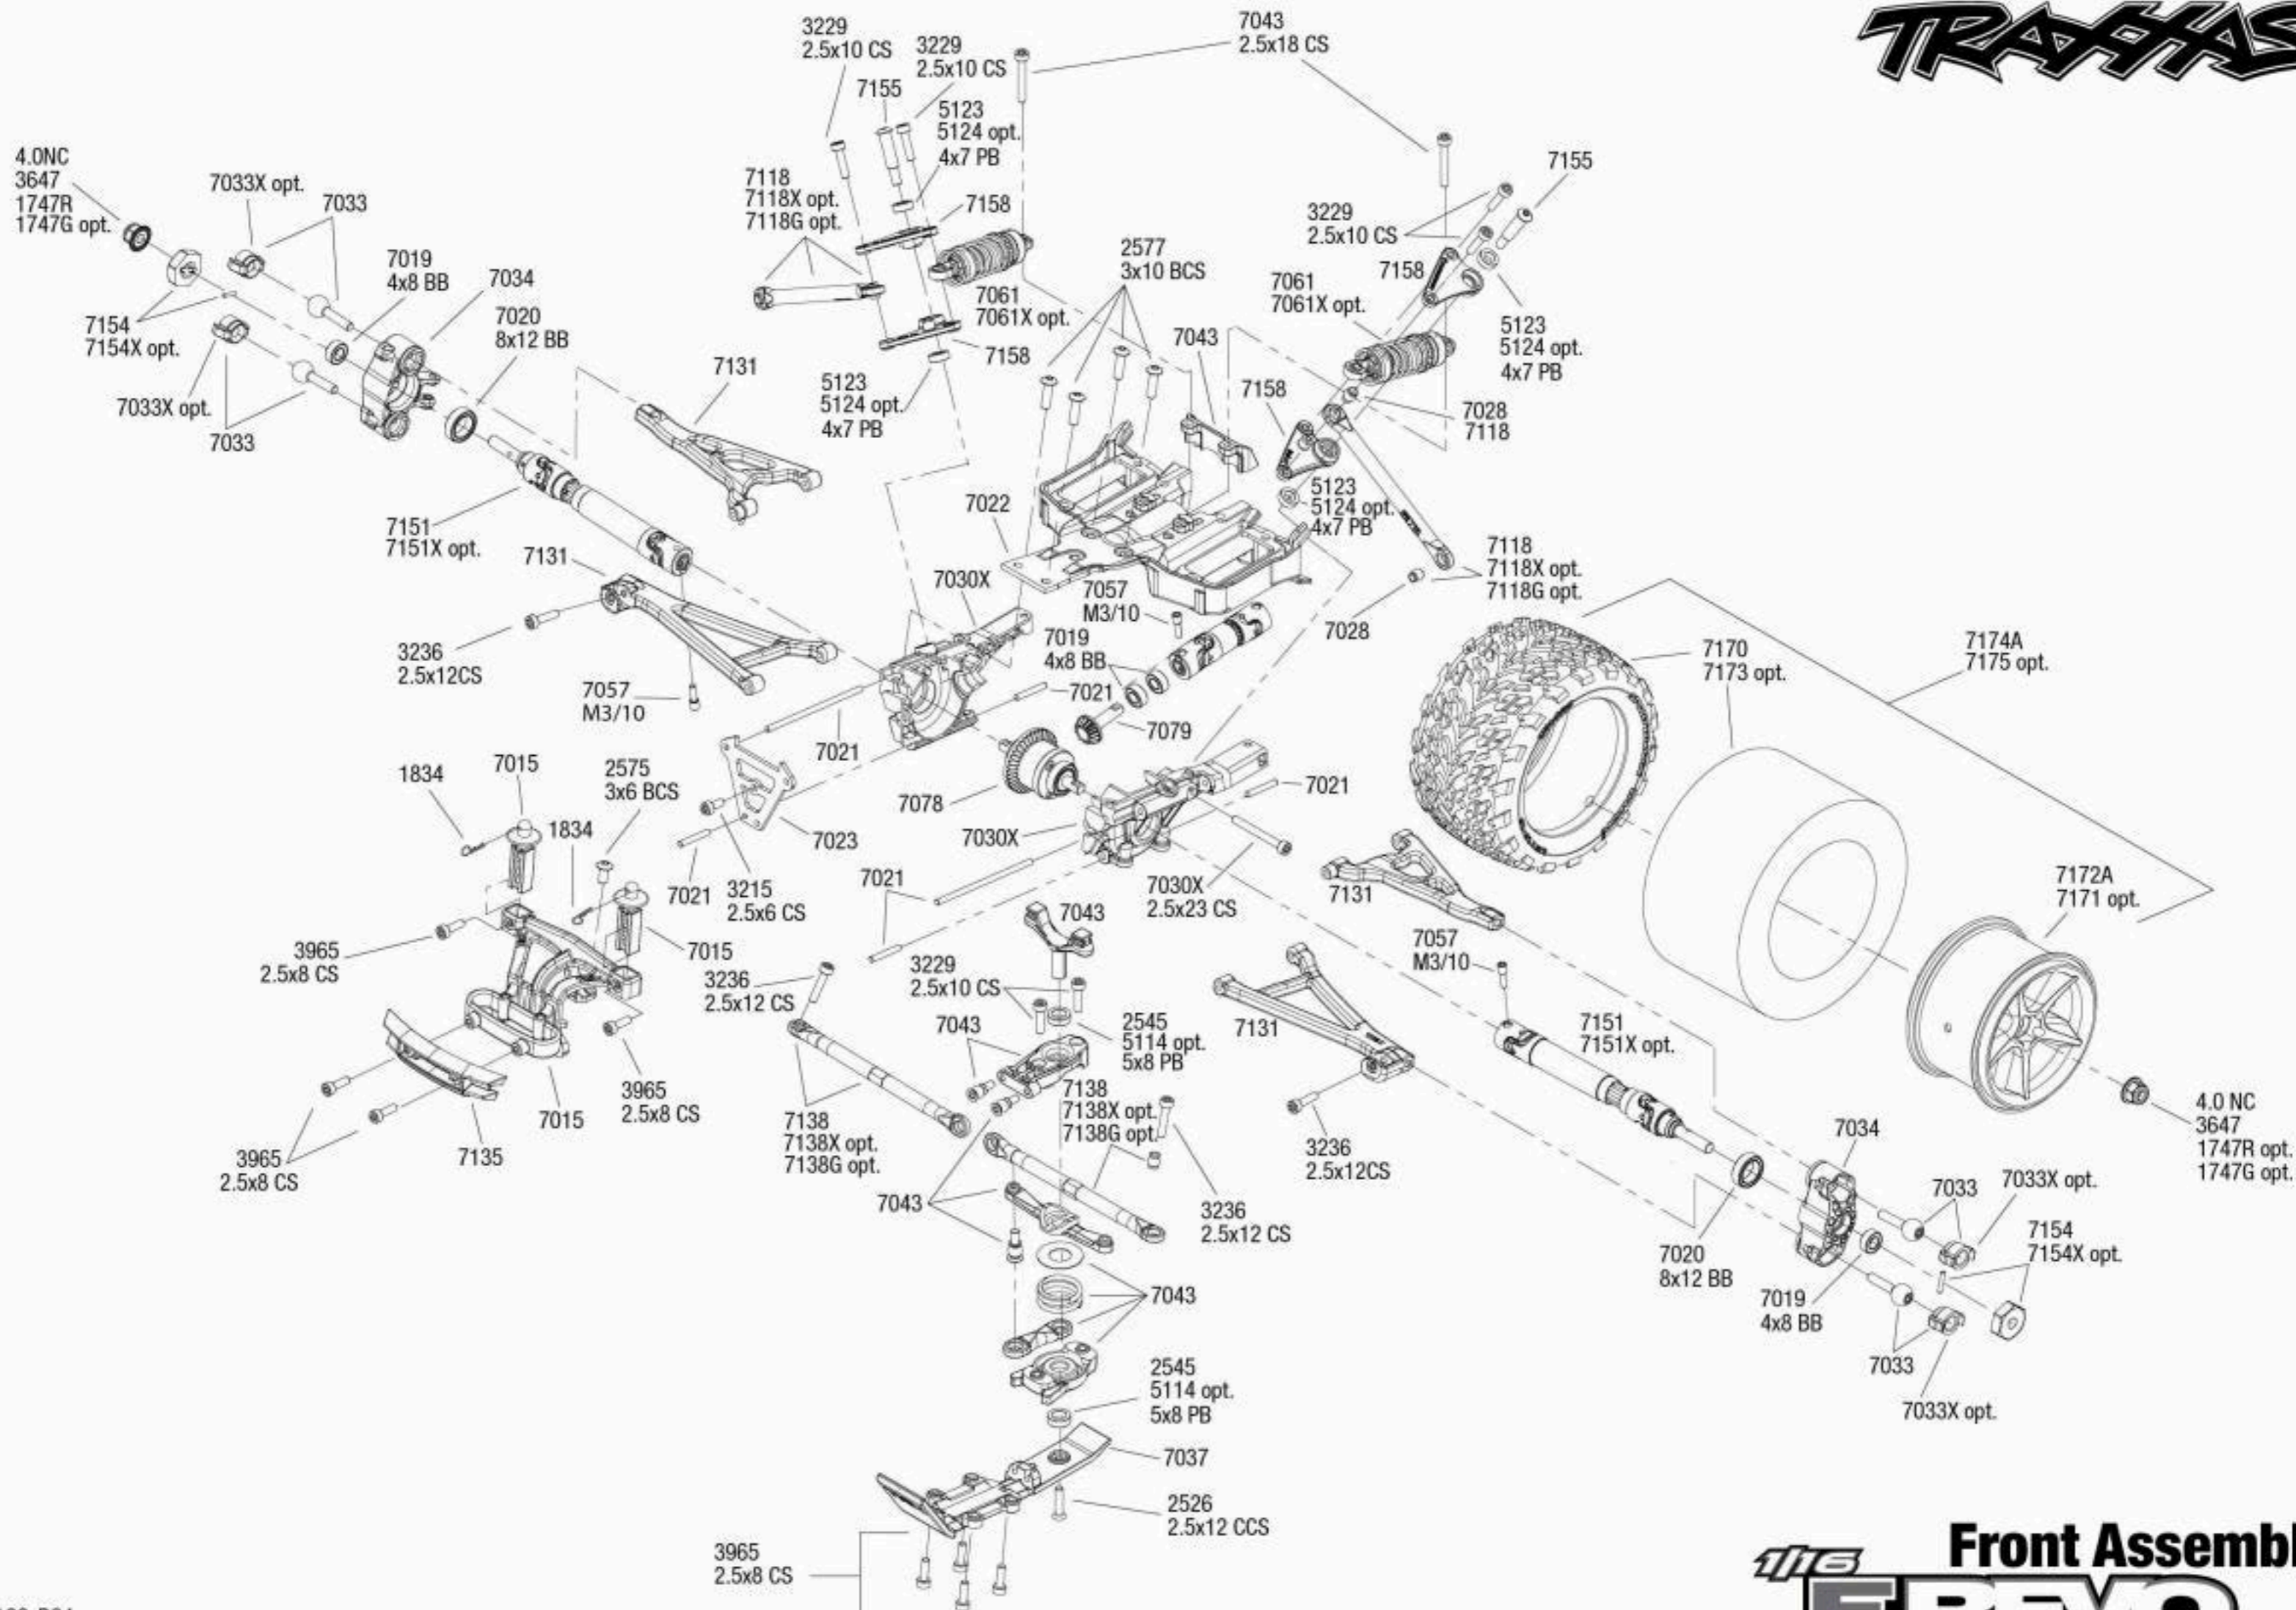 TRAXXAS
3229
2.5x10 CS
3229
2.5x10 CS
7043
2.5x18 CS
7155
5123
5124 opt.
4x7 PB
4.0NC
3647
1747R
1747G opt.
7033X opt.
7033
7118
7118X opt.
7118G opt.
7158
7155
3229
2.5x10 CS
7019
4x8 BB
7034
2577
3x10 BCS
7158
7061
7061X opt.
7020
8x12 BB
7061
7061X opt.
7154
7154X opt.
7043
5123
5124 opt.
4x7 PB
7158
7131
5123
5124 opt.
4x7 PB
7158
7028
7118
7033X opt.
7033
7022
5123
5124 opt.
4x7 PB
7151
7151X opt.
7131
7030X
7057
M3/10
7118
7118X opt.
7118G opt.
7028
3236
2.5x12CS
7019
4x8 BB
7170
7173 opt.
7174A
7175 opt.
7057
M3/10
7021
7021
7079
1834
7015
2575
3x6 BCS
7078
7021
1834
7023
7030X
7021
3215
2.5x6 CS
7021
7030X
2.5x23 CS
7131
7172A
7171 opt.
3965
2.5x8 CS
7015
7043
7057
M3/10
3236
2.5x12 CS
3229
2.5x10 CS
7043
2545
5114 opt.
5x8 PB
7131
7151
7151X opt.
3965
2.5x8 CS
7015
7138
7138X opt.
7138G opt.
7138
7138X opt.
7138G opt.
3236
2.5x12CS
4.0 NC
3647
1747R opt.
1747G opt.
7034
3965
2.5x8 CS
7135
7043
3236
2.5x12 CS
7033
7033X opt.
7020
8x12 BB
7154
7154X opt.
7043
7019
4x8 BB
7033
2545
5114 opt.
5x8 PB
7033X opt.
7037
2526
2.5x12 CCS
3965
2.5x8 CS
Front Assembl
1/16
E REVO